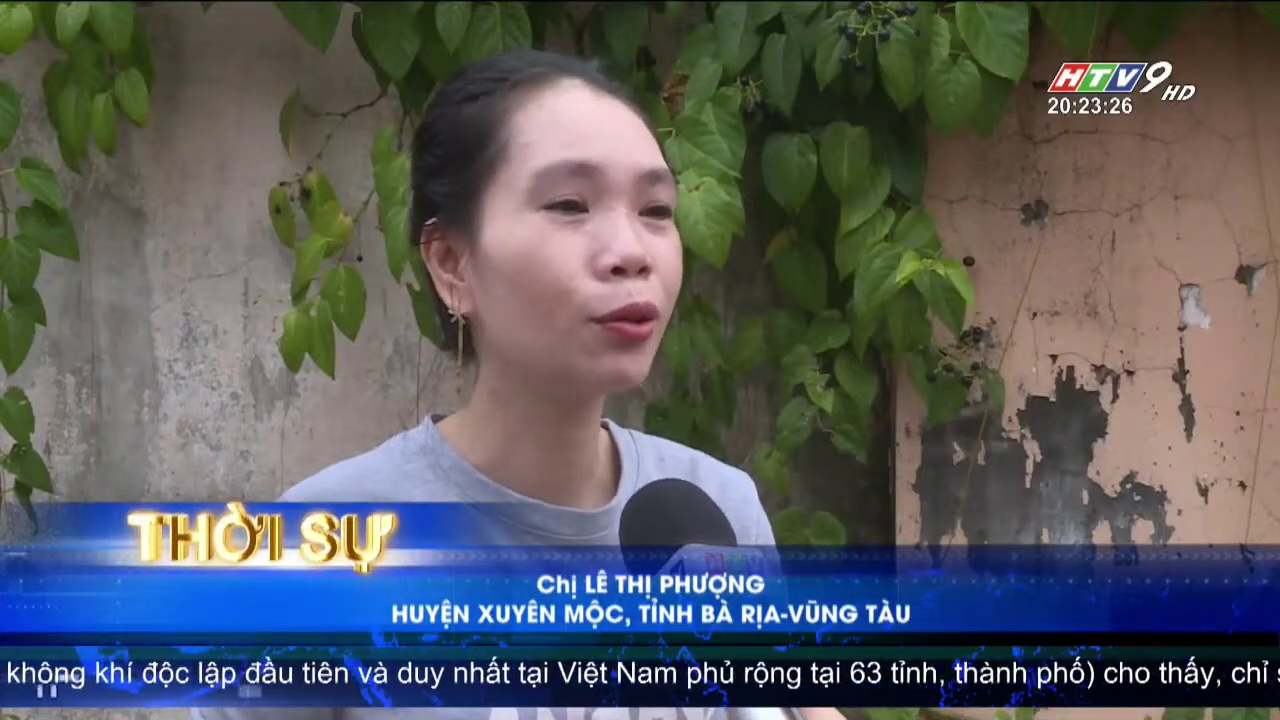 HTV9 HD
20:23:26
THỜI SỰ
Chị LÊ THỊ PHƯỢNG
HUYỆN XUYÊN MỘC, TỈNH BÀ RỊA-VŨNG TÀU
không khí độc lập đầu tiên và duy nhất tại Việt Nam phủ rộng tại 63 tỉnh, thành phố) cho thấy, chỉ